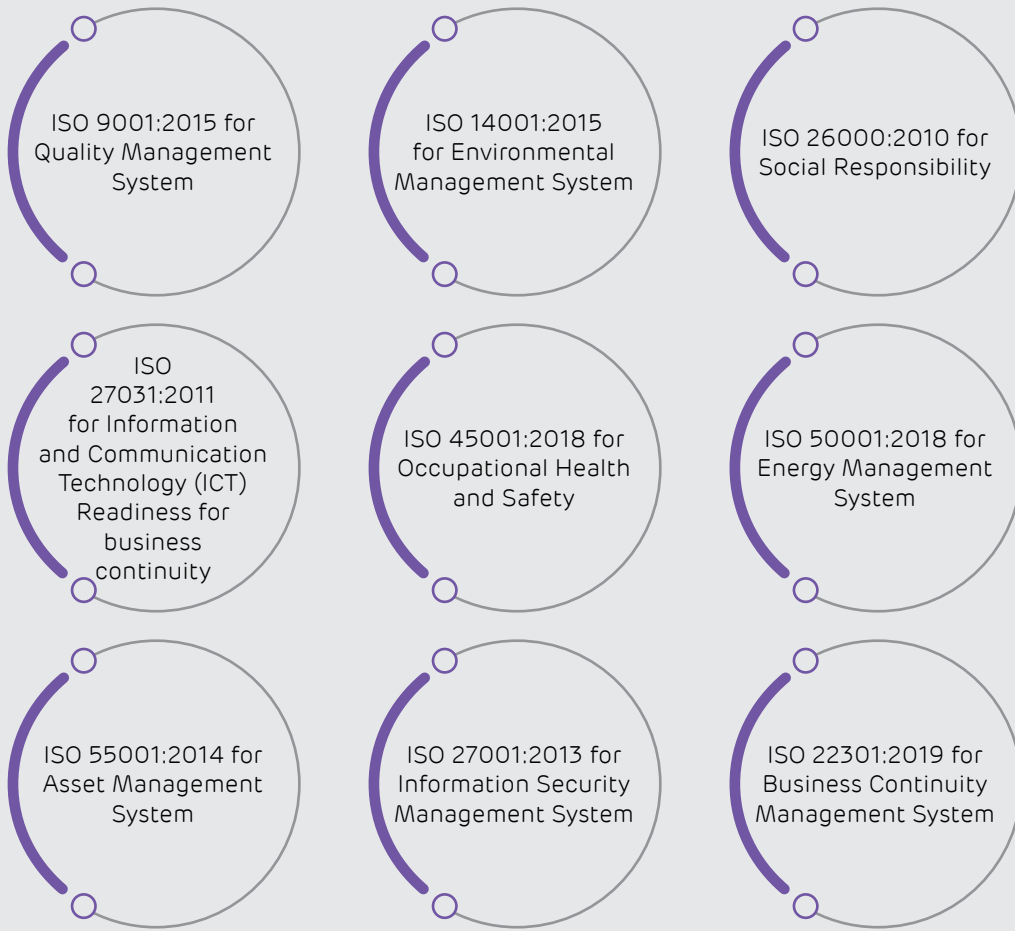 ISO 9001:2015 for
Quality Management
System
ISO 14001:2015
for Environmental
Management System
ISO 26000:2010 for
Social Responsibility
ISO
27031:2011
for Information
and Communication
Technology (ICT)
Readiness for
business
continuity
ISO 45001:2018 for
Occupational Health
and Safety
ISO 50001:2018 for
Energy Management
System
ISO 55001:2014 for
Asset Management
System
ISO 27001:2013 for
Information Security
Management System
ISO 22301:2019 for
Business Continuity
Management System